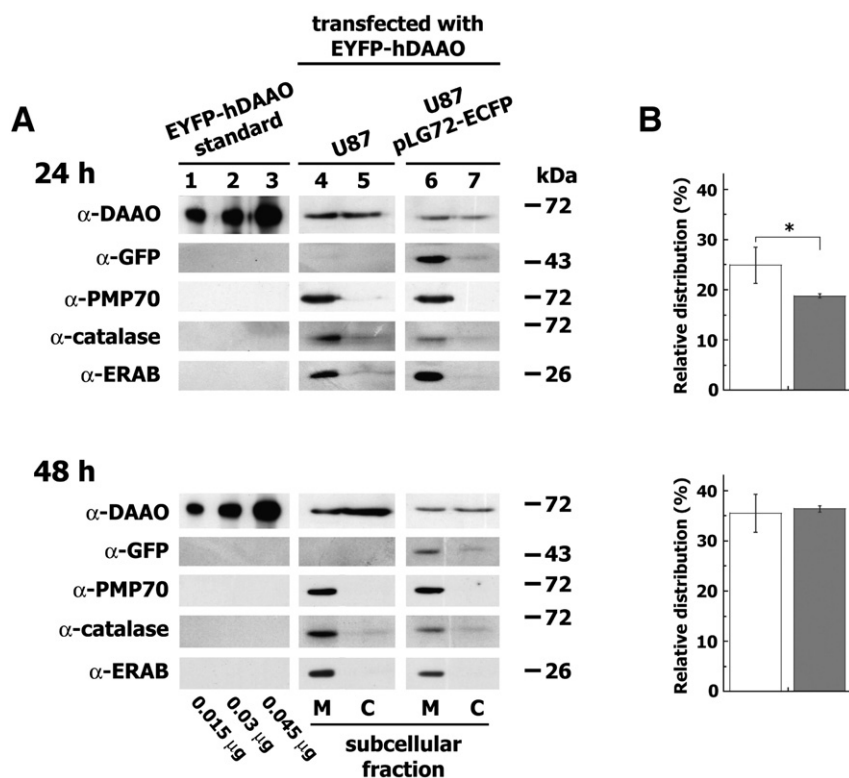 transfected with
EYFP-hDAAO
A
EYFP-hDAAO
standard
U87
U87
pLG72-ECFP
B
24 h
1 2 3 4 5 6 7 kDa
α-DAAO
72
α-GFP
43
α-PMP70
72
α-catalase
72
α-ERAB
26
Relative distribution (%)
40
30
20
10
0
*
48 h
α-DAAO
72
α-GFP
43
α-PMP70
72
α-catalase
72
α-ERAB
26
0.015 μg
0.03 μg
0.045 μg
M C M C
subcellular
fraction
Relative distribution (%)
40
30
20
10
0